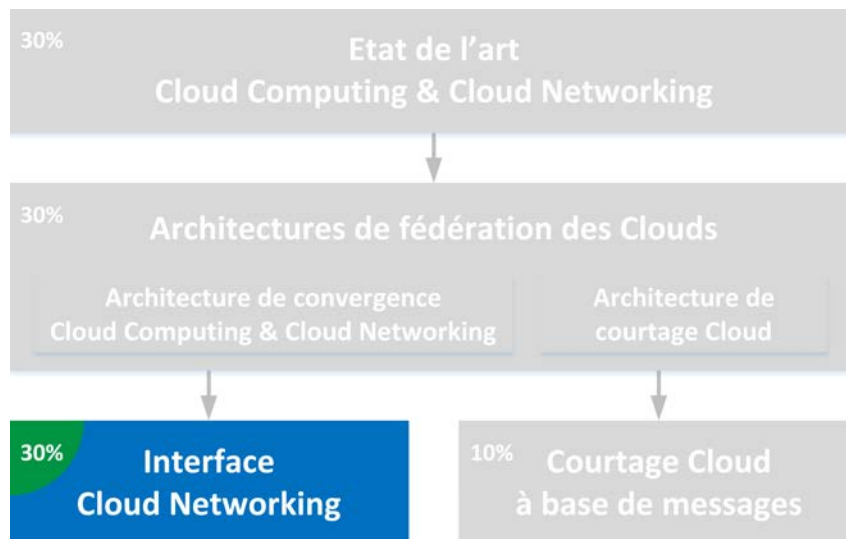 30%
Etat de l’art
Cloud Computing & Cloud Networking
30%
Architectures de fédération des Clouds
Architecture de convergence
Cloud Computing & Cloud Networking
Architecture de
courtage Cloud
30%
Interface
Cloud Networking
10%
Courtage Cloud
à base de messages